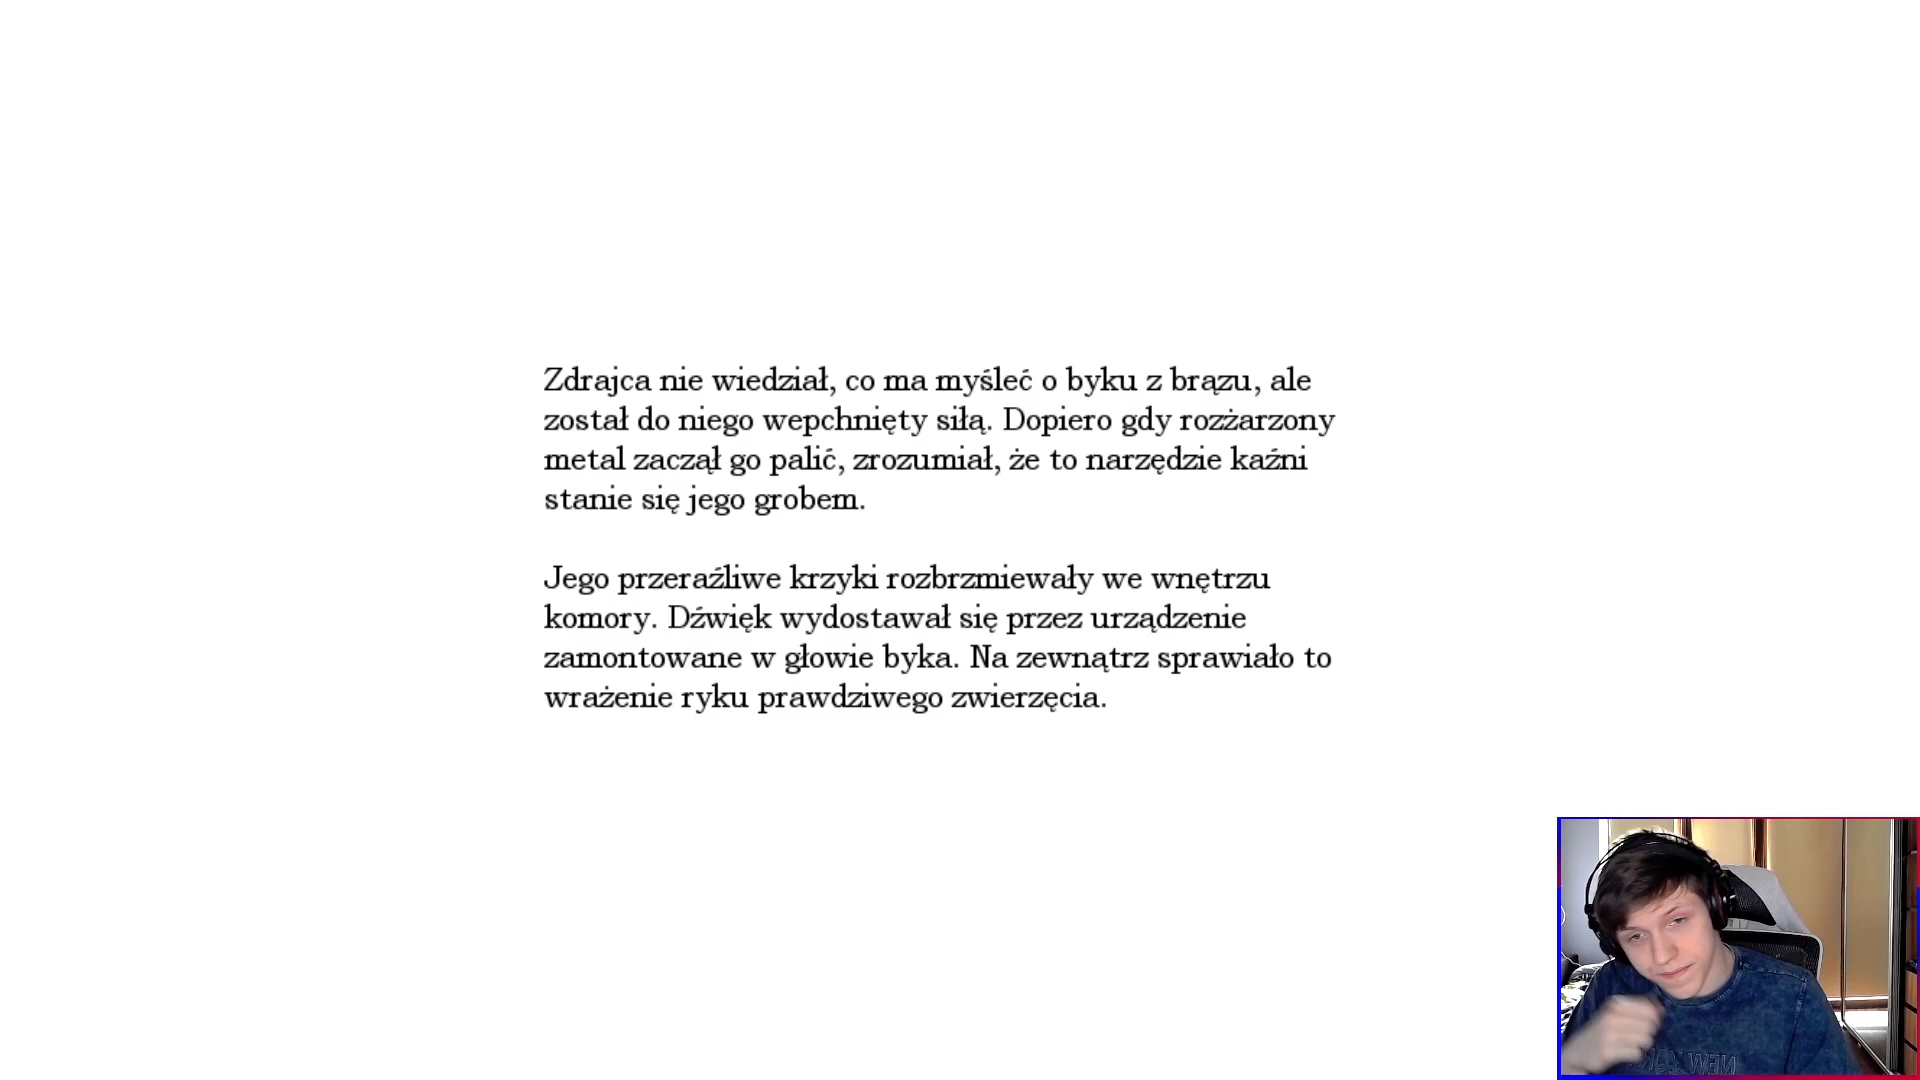 Zdrajca nie wiedział, co ma myśleć o byku z brązu, ale
został do niego wepchnięty siłą. Dopiero gdy rozżarzony
metal zaczął go palić, zrozumiał, że to narzędzie kaźni
stanie się jego grobem.
Jego przeraźliwe krzyki rozbrzmiewały we wnętrzu
komory. Dźwięk wydostawał się przez urządzenie
zamontowane w głowie byka. Na zewnątrz sprawiało to
wrażenie ryku prawdziwego zwierzęcia.